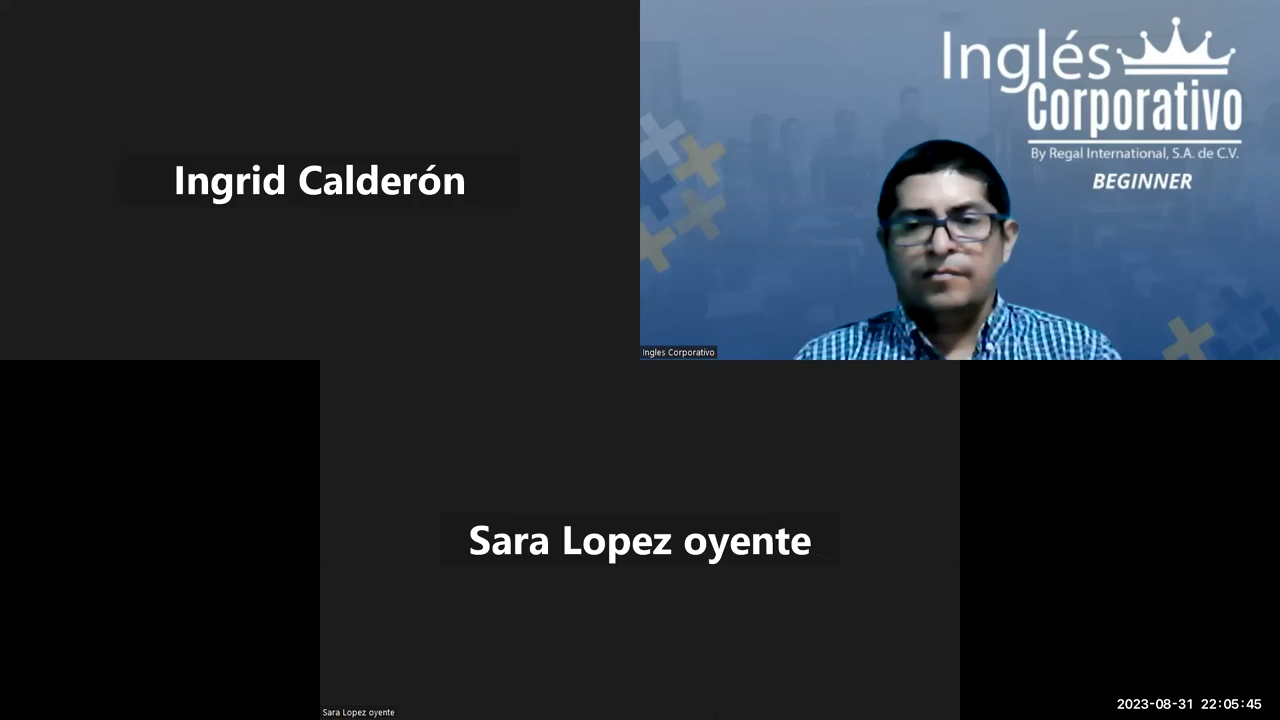 Ingrid Calderón
Inglés
Corporativo
By Regal International, S.A. de C.V.
BEGINNER
Ingles Corporativo
Sara Lopez oyente
Sara Lopez oyente
2023-08-31 22:05:45